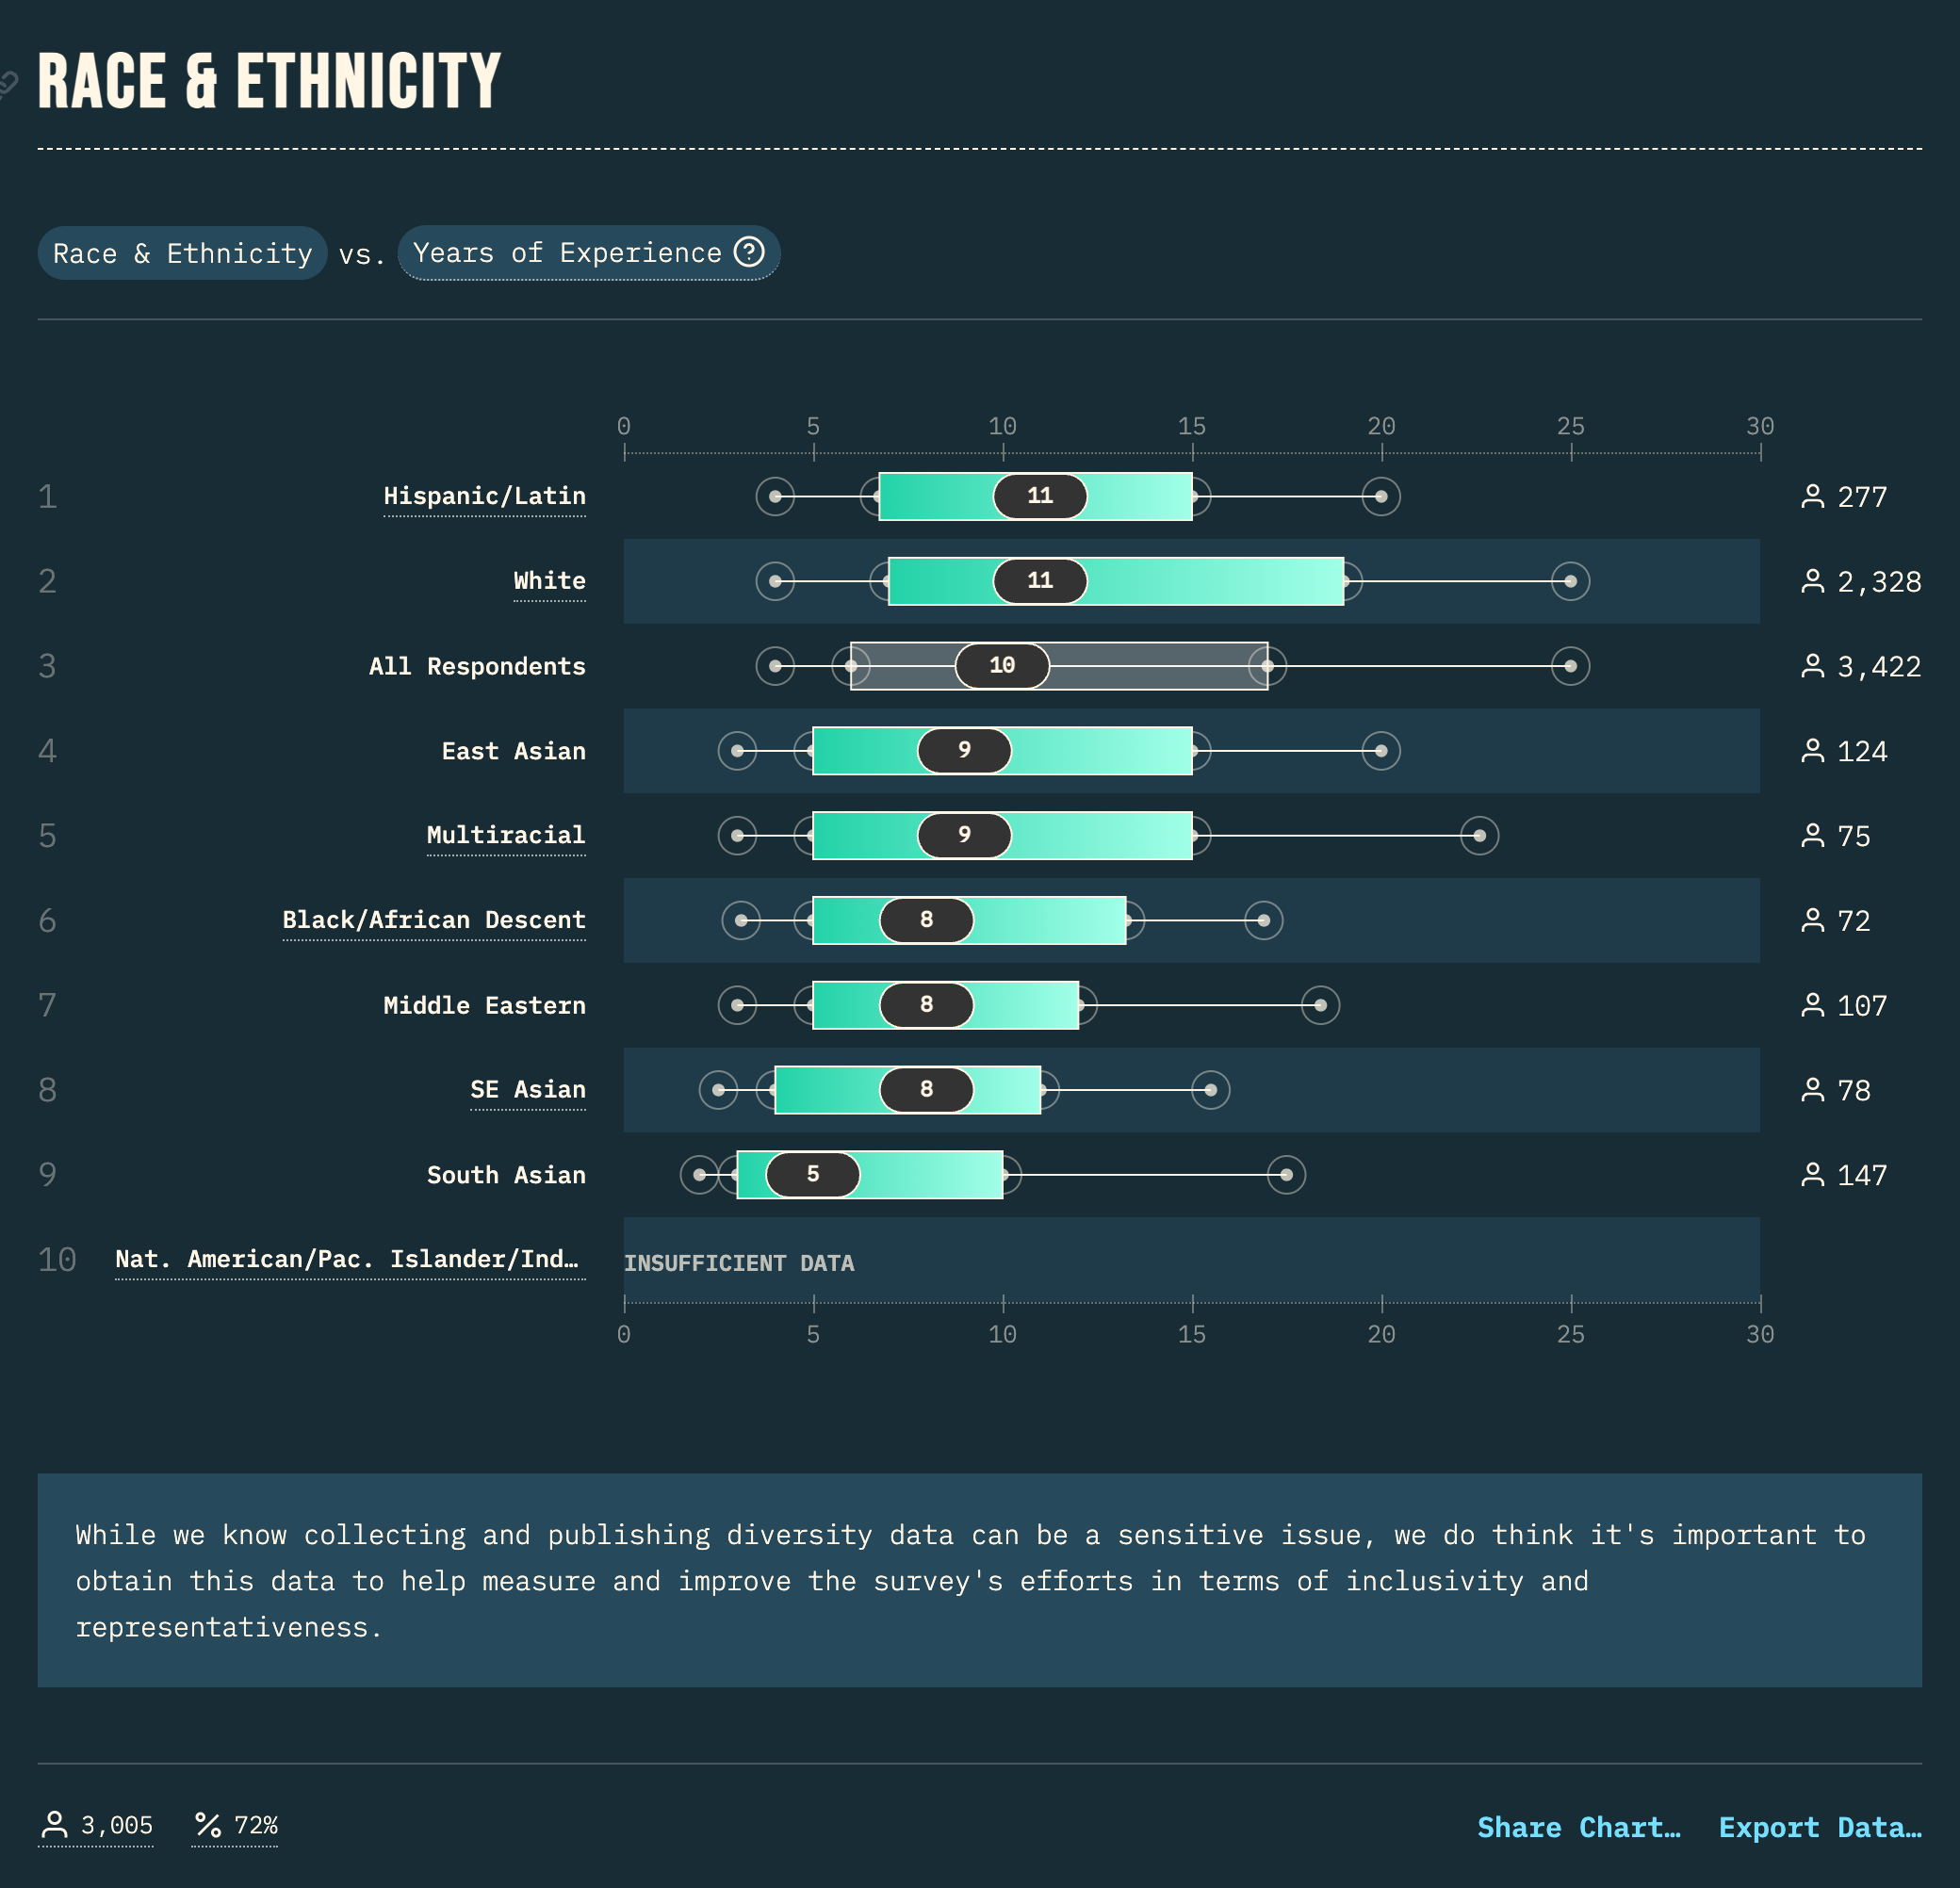 RACE & ETHNICITY
Race & Ethnicity vs. Years of Experience ?
0 5 10 15 20 25 30
1 Hispanic/Latin 11 277
2 White 11 2,328
3 All Respondents 10 3,422
4 East Asian 9 124
5 Multiracial 9 75
6 Black/African Descent 8 72
7 Middle Eastern 8 107
8 SE Asian 8 78
9 South Asian 5 147
10 Nat. American/Pac. Islander/Ind… INSUFFICIENT DATA
0 5 10 15 20 25 30
While we know collecting and publishing diversity data can be a sensitive issue, we do think it's important to
obtain this data to help measure and improve the survey's efforts in terms of inclusivity and
representativeness.
3,005 % 72% Share Chart… Export Data…